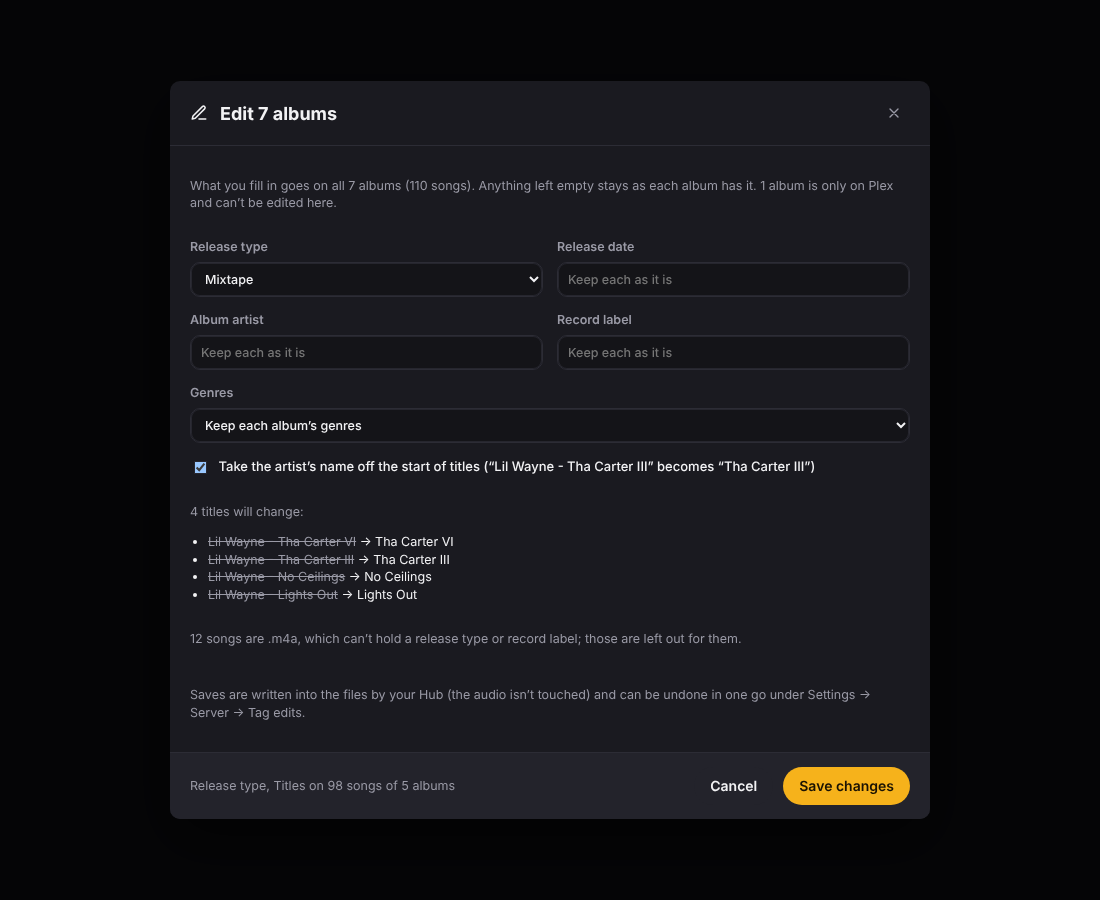 Edit 7 albums
What you fill in goes on all 7 albums (110 songs). Anything left empty stays as each album has it. 1 album is only on Plex
and can’t be edited here.
Release type
Release date
Mixtape
Keep each as it is
Album artist
Record label
Keep each as it is
Keep each as it is
Genres
Keep each album’s genres
Take the artist’s name off the start of titles (“Lil Wayne - Tha Carter III” becomes “Tha Carter III”)
4 titles will change:
• Lil Wayne - Tha Carter VI → Tha Carter VI
• Lil Wayne - Tha Carter III → Tha Carter III
• Lil Wayne - No Ceilings → No Ceilings
• Lil Wayne - Lights Out → Lights Out
12 songs are .m4a, which can’t hold a release type or record label; those are left out for them.
Saves are written into the files by your Hub (the audio isn’t touched) and can be undone in one go under Settings →
Server → Tag edits.
Release type, Titles on 98 songs of 5 albums
Cancel
Save changes